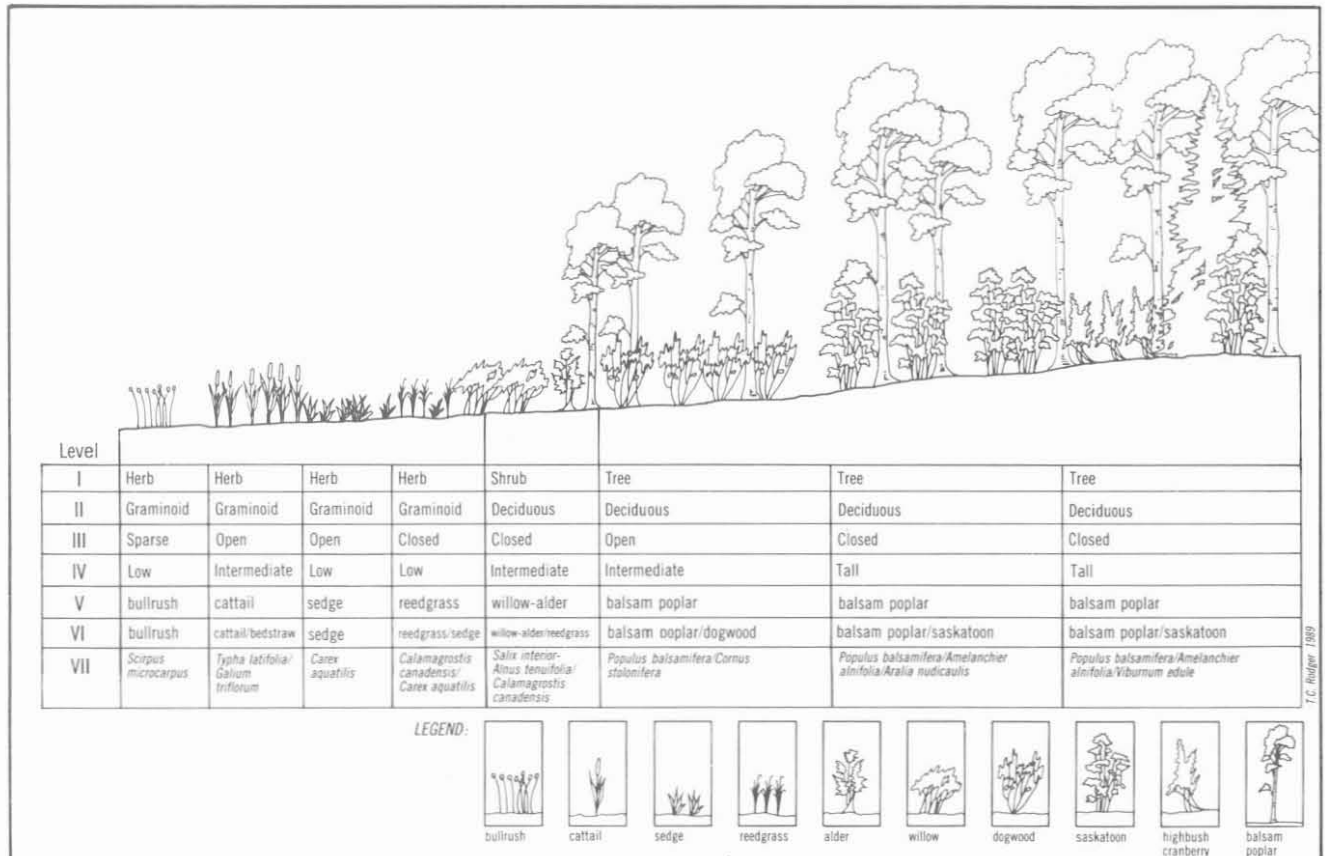 Level
I Herb Herb Herb Herb Shrub Tree Tree Tree
II Graminoid Graminoid Graminoid Graminoid Deciduous Deciduous Deciduous Deciduous
III Sparse Open Open Closed Closed Open Closed Closed
IV Low Intermediate Low Low Intermediate Intermediate Tall Tall
V bullrush cattail sedge reedgrass willow-alder balsam poplar balsam poplar balsam poplar
VI bullrush cattail/bedstraw sedge reedgrass/sedge willow-alder/reedgrass balsam ooplar/dogwood balsam poplar/saskatoon balsam poplar/saskatoon
VII Scirpus Typha latifolia/ Carex Calamagrostis Salix interior- Populus balsamifera/Cornus Populus balsamifera/Amelanchier Populus balsamifera/Amelanchier
microcarpus Galium aquatilis canadensis/ Alnus tenuifolia/ stolonifera alnifolia/Aralia nudicaulis alnifolia/Viburnum edule
triflorum Carex aquatilis Calamagrostis
canadensis
T.C. Rodger 1989
LEGEND:
bullrush cattail sedge reedgrass alder willow dogwood saskatoon highbush balsam
cranberry poplar